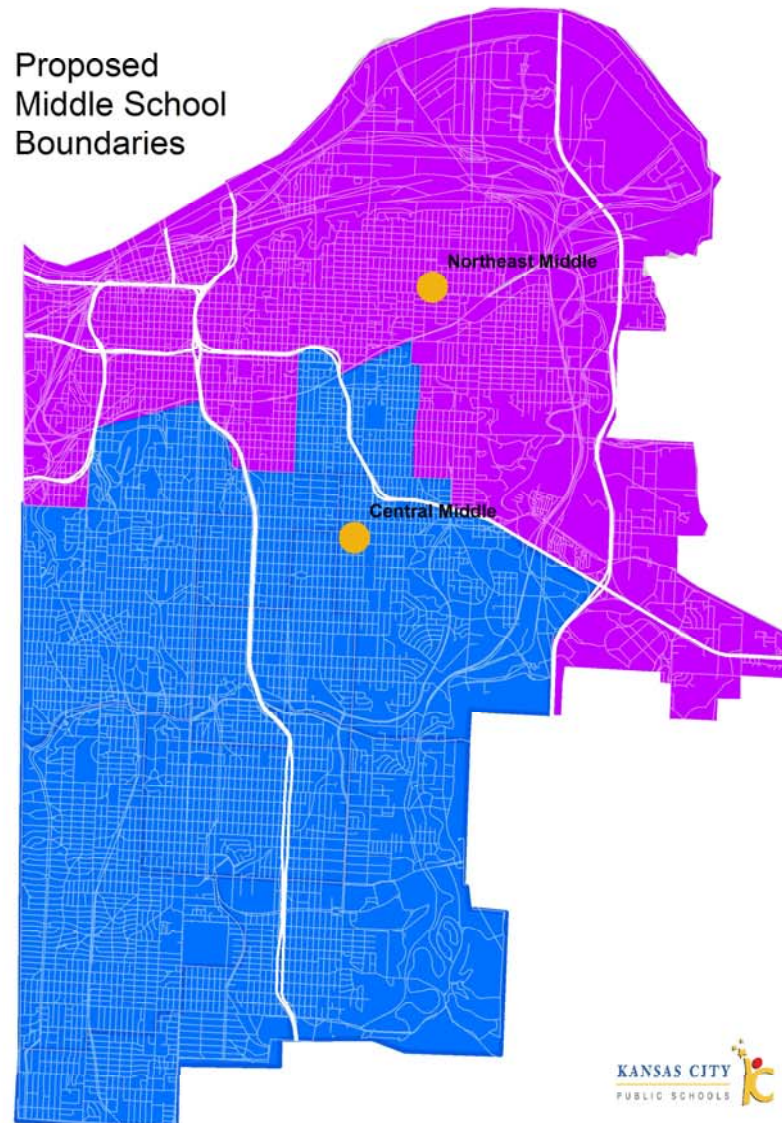 Proposed
Middle School
Boundaries
Northeast Middle
Central Middle
KANSAS CITY
PUBLIC SCHOOLS